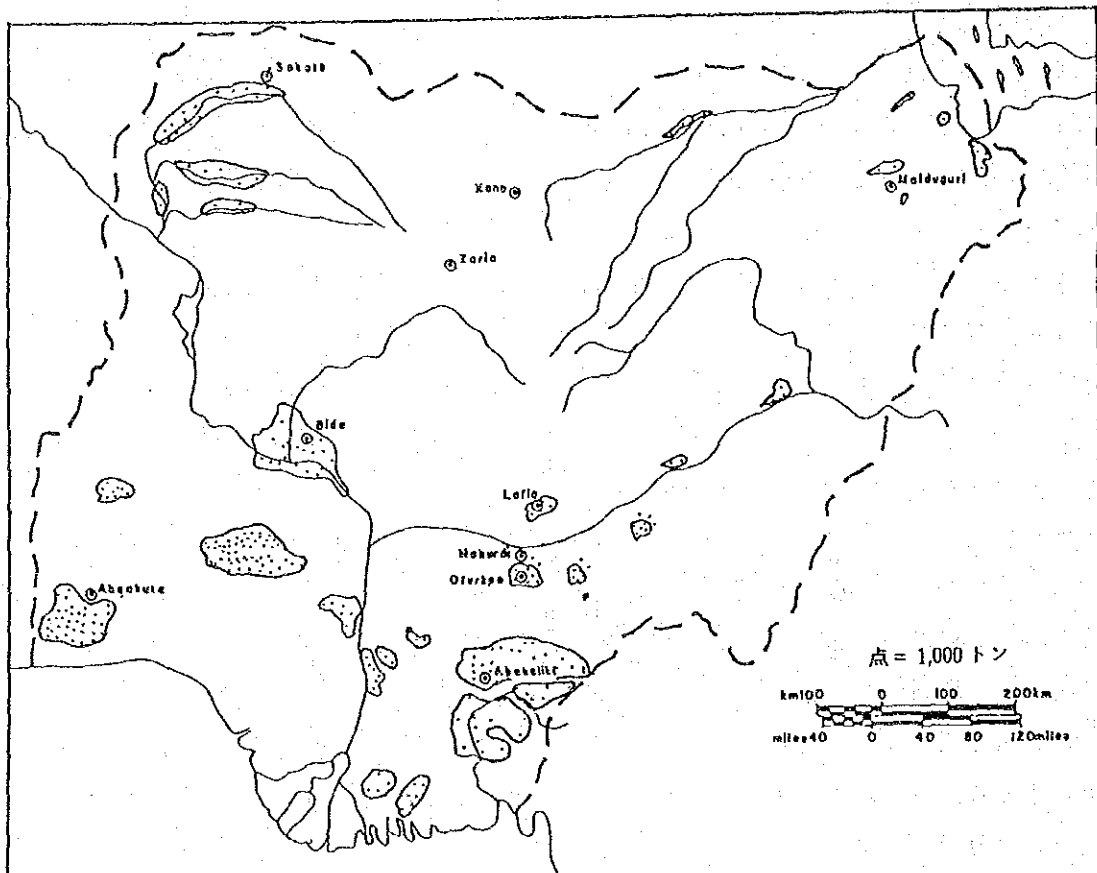 Sokoto
Kano
Maiduguri
Zaria
Bide
Lafia
Makurdi
Oturkpo
Abeokuta
Abakaliki
点 = 1,000 トン
km100 0 100 200km
miles40 0 40 80 120miles